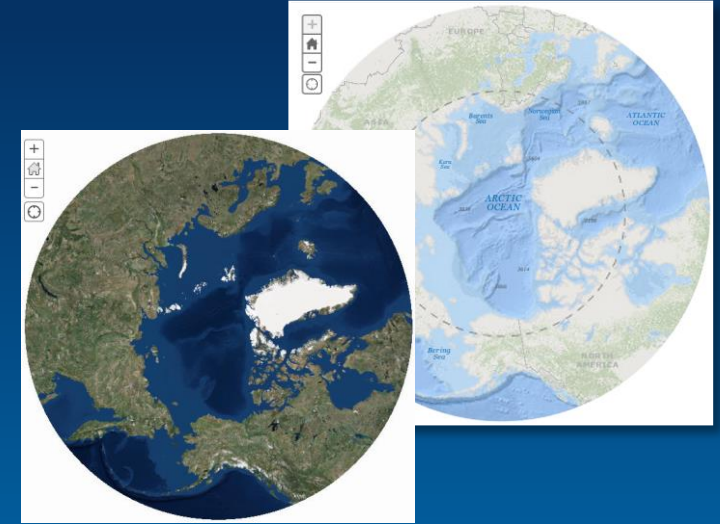 EUROPE
ASIA
Barents
Sea
Norwegian
Sea
ATLANTIC
OCEAN
Kara
Sea
ARCTIC
OCEAN
Bering
Sea
NORTH
AMERICA